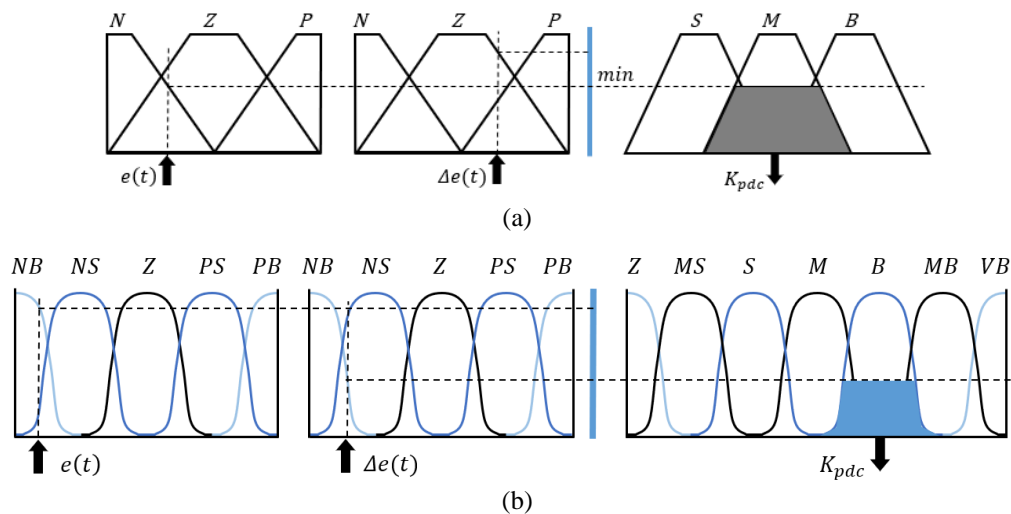 N Z P N Z P S M B
min
e(t) Δe(t) K_pdc
(a)
NB NS Z PS PB NB NS Z PS PB Z MS S M B MB VB
e(t) Δe(t) K_pdc
(b)